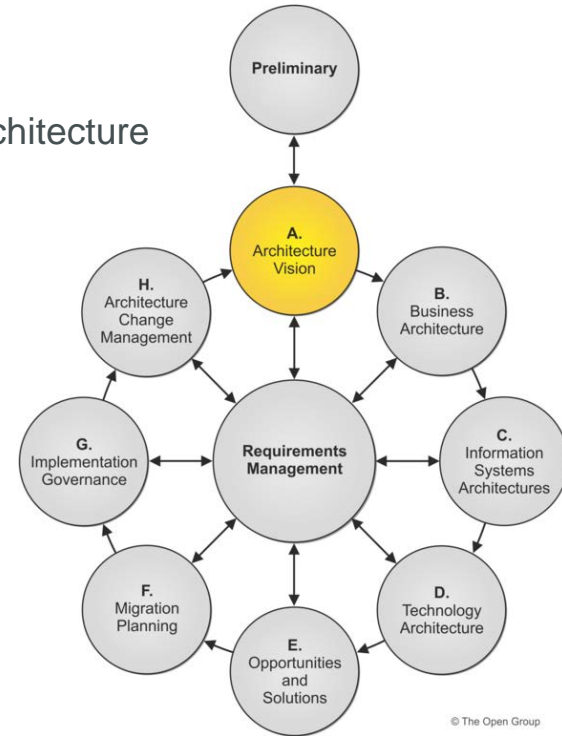 Preliminary
chitecture
A.
Architecture
Vision
H.
Architecture
Change
Management
B.
Business
Architecture
G.
Implementation
Governance
Requirements
Management
C.
Information
Systems
Architectures
F.
Migration
Planning
D.
Technology
Architecture
E.
Opportunities
and
Solutions
© The Open Group